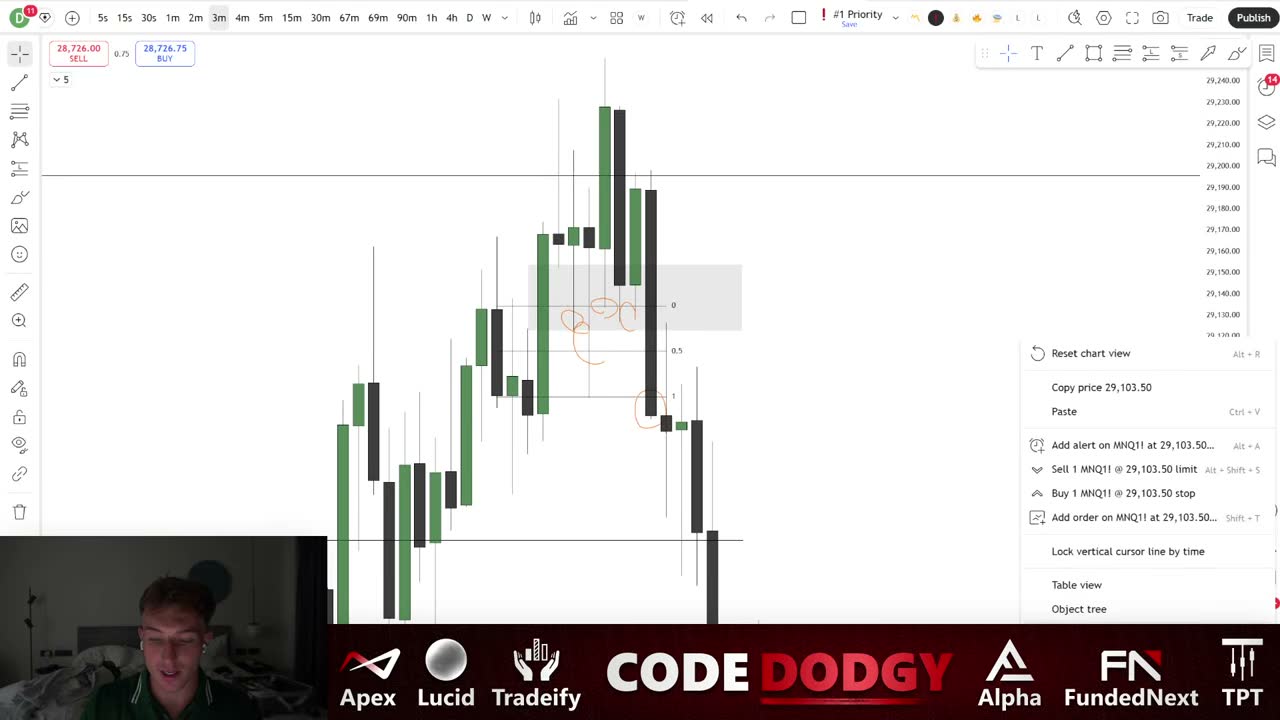 D 11 5s 15s 30s 1m 2m 3m 4m 5m 15m 30m 67m 69m 90m 1h 4h D W W #1 Priority Save L L Trade Publish
28,726.00 SELL 0.75 28,726.75 BUY
5
T L S
14
29,240.00
29,230.00
29,220.00
29,210.00
29,200.00
29,190.00
29,180.00
29,170.00
29,160.00
29,150.00
29,140.00
29,130.00
29,120.00
0
0.5
1
Reset chart view Alt + R
Copy price 29,103.50
Paste Ctrl + V
Add alert on MNQ1! at 29,103.50... Alt + A
Sell 1 MNQ1! @ 29,103.50 limit Alt + Shift + S
Buy 1 MNQ1! @ 29,103.50 stop
Add order on MNQ1! at 29,103.50... Shift + T
Lock vertical cursor line by time
Table view
Object tree
Apex Lucid Tradeify CODE DODGY Alpha FN FundedNext TPT